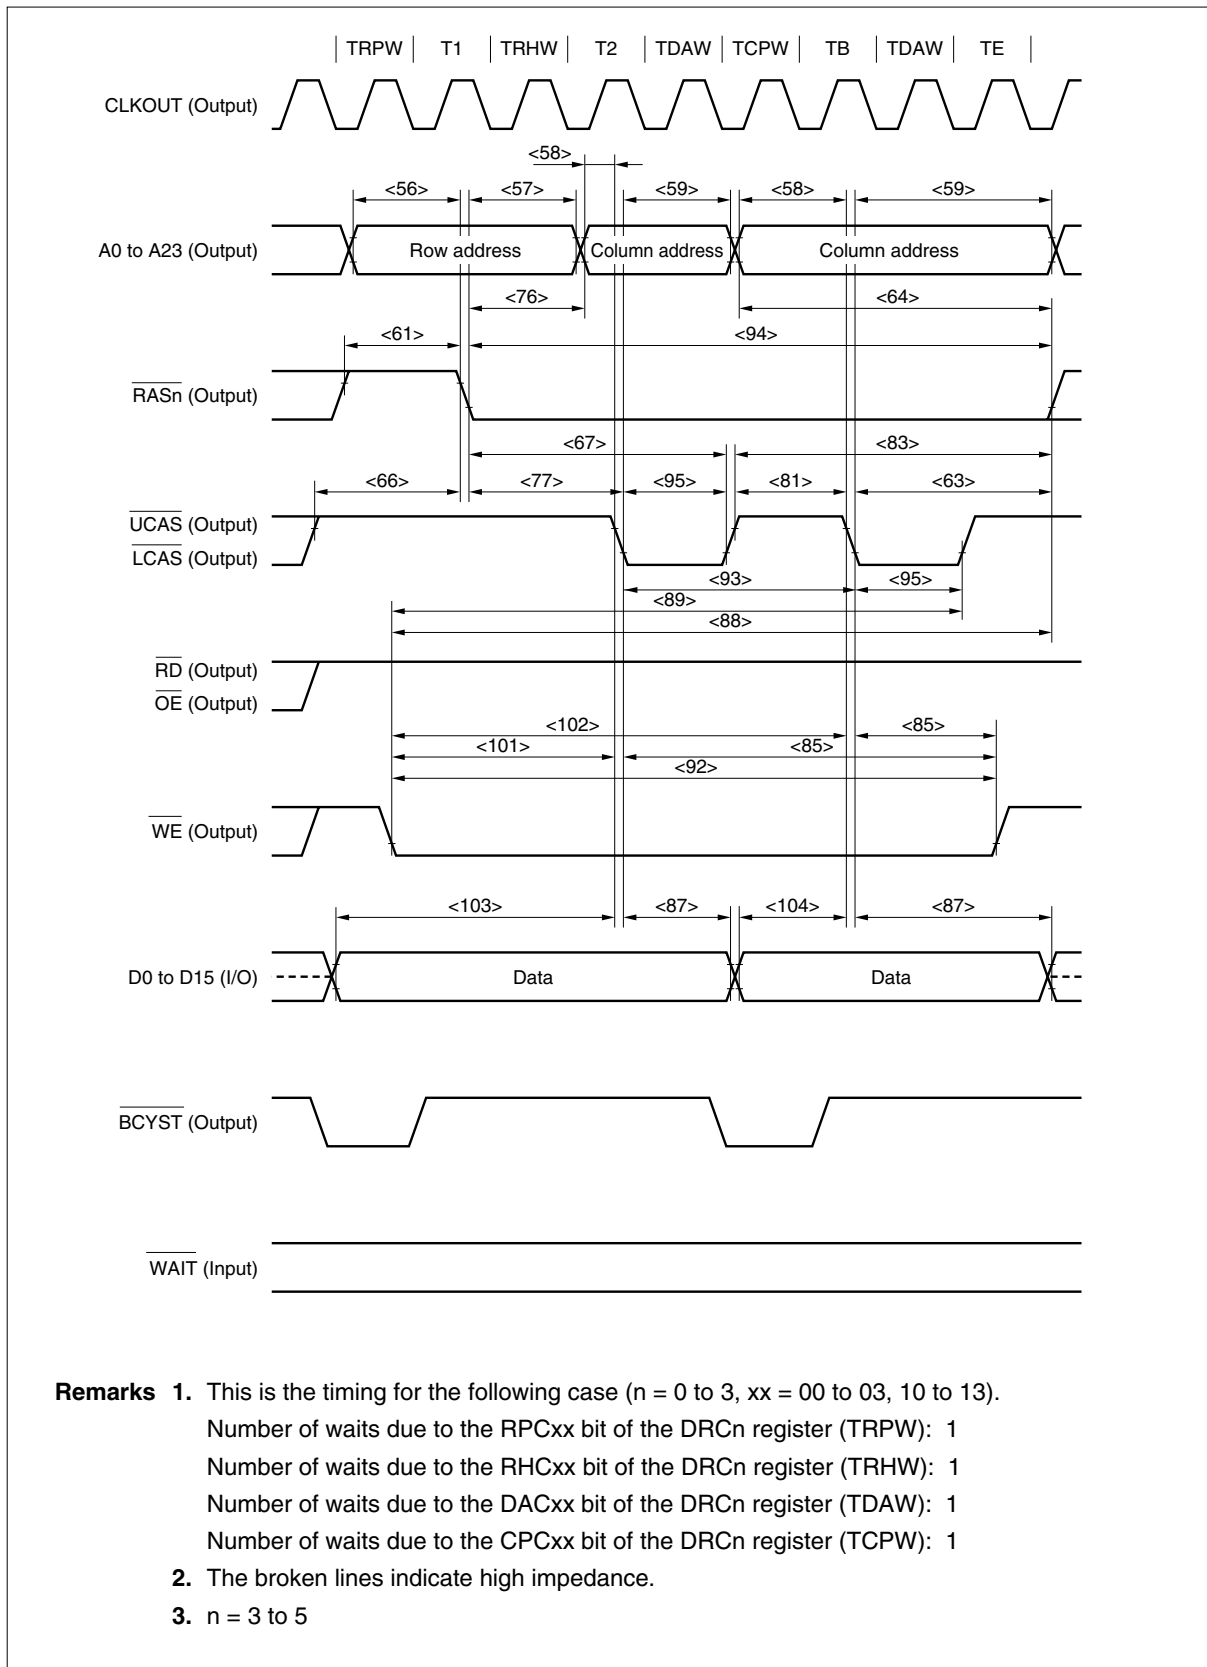 TRPW T1 TRHW T2 TDAW TCPW TB TDAW TE
CLKOUT (Output)
<58>
<56> <57> <59> <58> <59>
A0 to A23 (Output) Row address Column address Column address
<76> <64>
<61> <94>
RASn (Output)
<67> <83>
<66> <77> <95> <81> <63>
UCAS (Output)
LCAS (Output)
<93> <95>
<89>
<88>
RD (Output)
OE (Output)
<102> <85>
<101> <85>
<92>
WE (Output)
<103> <87> <104> <87>
D0 to D15 (I/O) Data Data
BCYST (Output)
WAIT (Input)
Remarks 1. This is the timing for the following case (n = 0 to 3, xx = 00 to 03, 10 to 13).
Number of waits due to the RPCxx bit of the DRCn register (TRPW): 1
Number of waits due to the RHCxx bit of the DRCn register (TRHW): 1
Number of waits due to the DACxx bit of the DRCn register (TDAW): 1
Number of waits due to the CPCxx bit of the DRCn register (TCPW): 1
2. The broken lines indicate high impedance.
3. n = 3 to 5